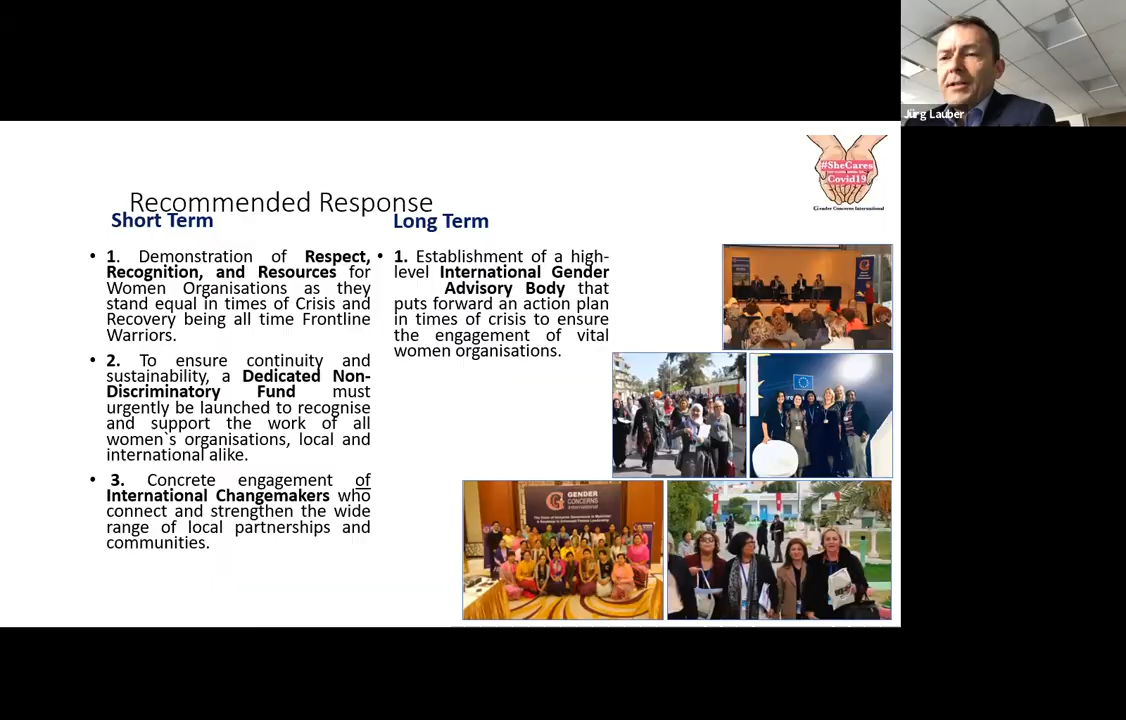 Jürg Lauber
#SheCares
Covid19
Gender Concerns International
Recommended Response
Short Term
• 1. Demonstration of Respect,
Recognition, and Resources for
Women Organisations as they
stand equal in times of Crisis and
Recovery being all time Frontline
Warriors.
• 2. To ensure continuity and
sustainability, a Dedicated Non-
Discriminatory Fund must
urgently be launched to recognise
and support the work of all
women`s organisations, local and
international alike.
• 3. Concrete engagement of
International Changemakers who
connect and strengthen the wide
range of local partnerships and
communities.
Long Term
• 1. Establishment of a high-
level International Gender
Advisory Body that
puts forward an action plan
in times of crisis to ensure
the engagement of vital
women organisations.
GENDER
CONCERNS
International